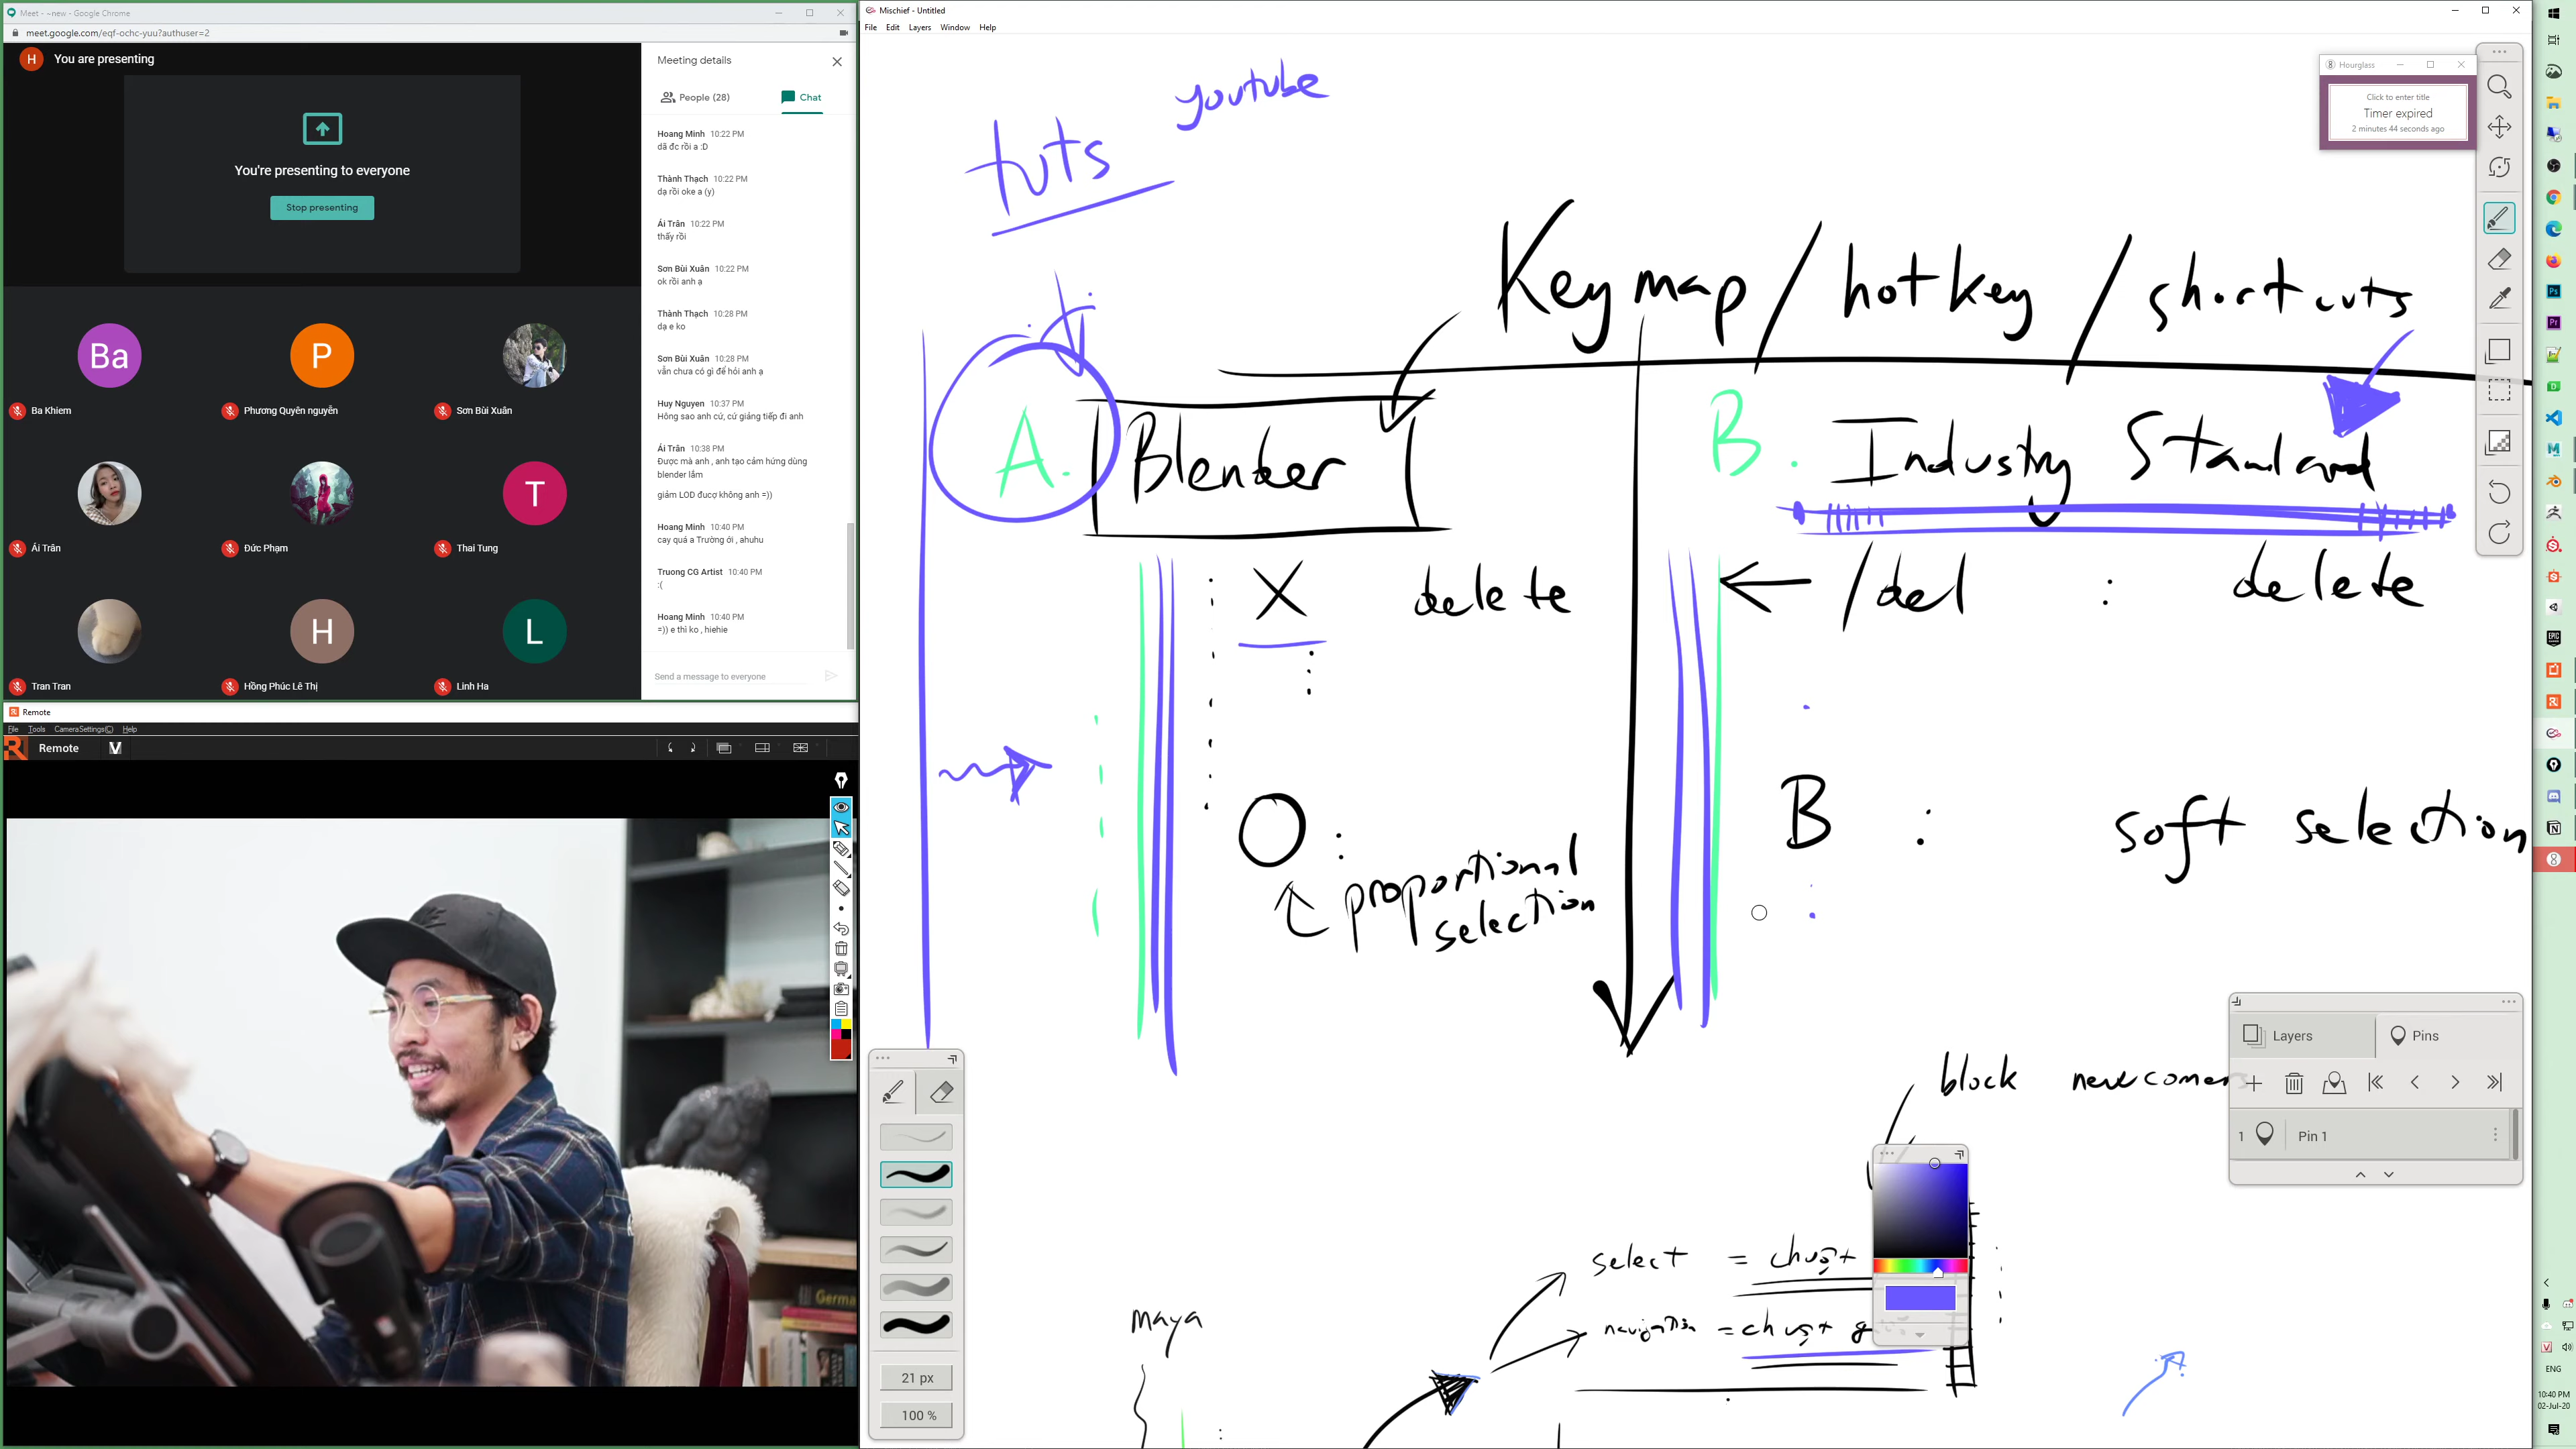 Meet - ~new - Google Chrome
meet.google.com/eqf-ochc-yuu?authuser=2
H You are presenting
You're presenting to everyone
Stop presenting
Ba
P
Ba Khiem
Phương Quyên nguyễn
Sơn Bùi Xuân
T
Ái Trân
Đức Phạm
Thai Tung
H
L
Tran Tran
Hồng Phúc Lê Thị
Linh Ha
Meeting details
People (28)
Chat
Hoang Minh 10:22 PM
dã đc rồi a :D
Thành Thạch 10:22 PM
dạ rồi oke a (y)
Ái Trân 10:22 PM
thấy rồi
Sơn Bùi Xuân 10:22 PM
ok rồi anh ạ
Thành Thạch 10:28 PM
dạ e ko
Sơn Bùi Xuân 10:28 PM
vẫn chưa có gì để hỏi anh ạ
Huy Nguyen 10:37 PM
Hông sao anh cứ, cứ giảng tiếp đi anh
Ái Trân 10:38 PM
Được mà anh , anh tạo cảm hứng dùng
blender lắm
giảm LOD đucợ không anh =))
Hoang Minh 10:40 PM
cay quá a Trường ới , ahuhu
Truong CG Artist 10:40 PM
:(
Hoang Minh 10:40 PM
=)) e thì ko , hiehie
Send a message to everyone
Remote
File Tools CameraSettings(C) Help
Remote
Germa
Mischief - Untitled
File Edit Layers Window Help
tuts
youtube
Keymap / hotkey / shortcuts
A. Blender
B. Industry Standard
X delete
← /del : delete
O :
proportional
selection
B : soft selection
block newcomer
select = chuột
navigation = chuột g
maya
Hourglass
Click to enter title
Timer expired
2 minutes 44 seconds ago
Layers
Pins
1 Pin 1
21 px
100 %
ENG
10:40 PM
02-Jul-20